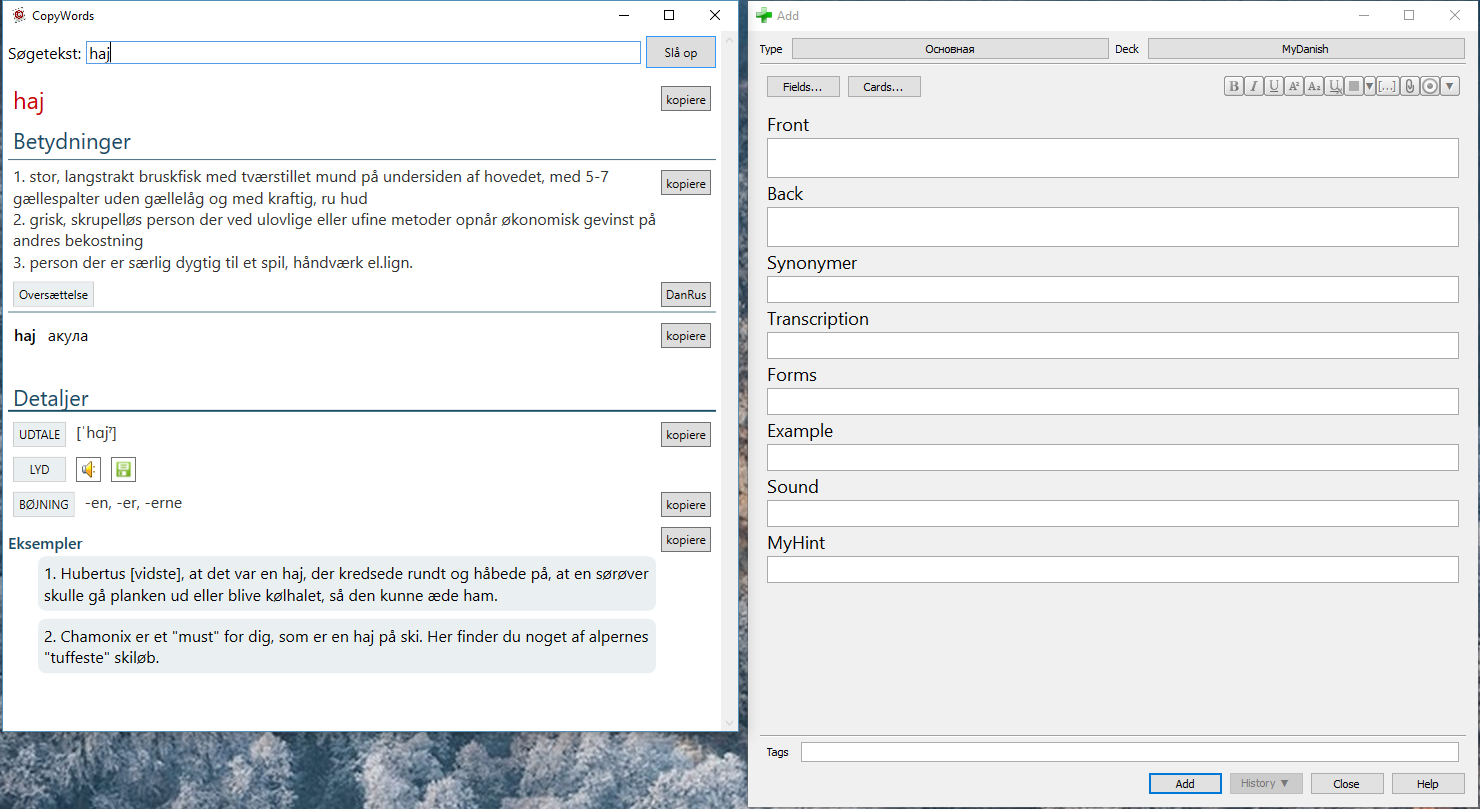 CopyWords
Søgetekst: haj
Slå op
haj
kopiere
Betydninger
1. stor, langstrakt bruskfisk med tværstillet mund på undersiden af hovedet, med 5-7
gællespalter uden gællelåg og med kraftig, ru hud
2. grisk, skrupelløs person der ved ulovlige eller ufine metoder opnår økonomisk gevinst på
andres bekostning
3. person der er særlig dygtig til et spil, håndværk el.lign.
kopiere
Oversættelse
DanRus
haj акула
kopiere
Detaljer
UDTALE [ˈhɑjˀ]
kopiere
LYD
BØJNING -en, -er, -erne
kopiere
Eksempler
kopiere
1. Hubertus [vidste], at det var en haj, der kredsede rundt og håbede på, at en sørøver
skulle gå planken ud eller blive kølhalet, så den kunne æde ham.
2. Chamonix er et "must" for dig, som er en haj på ski. Her finder du noget af alpernes
"tuffeste" skiløb.
Add
Type Основная Deck MyDanish
Fields... Cards...
B I U A² A₂ U [...]
Front
Back
Synonymer
Transcription
Forms
Example
Sound
MyHint
Tags
Add History ▼ Close Help